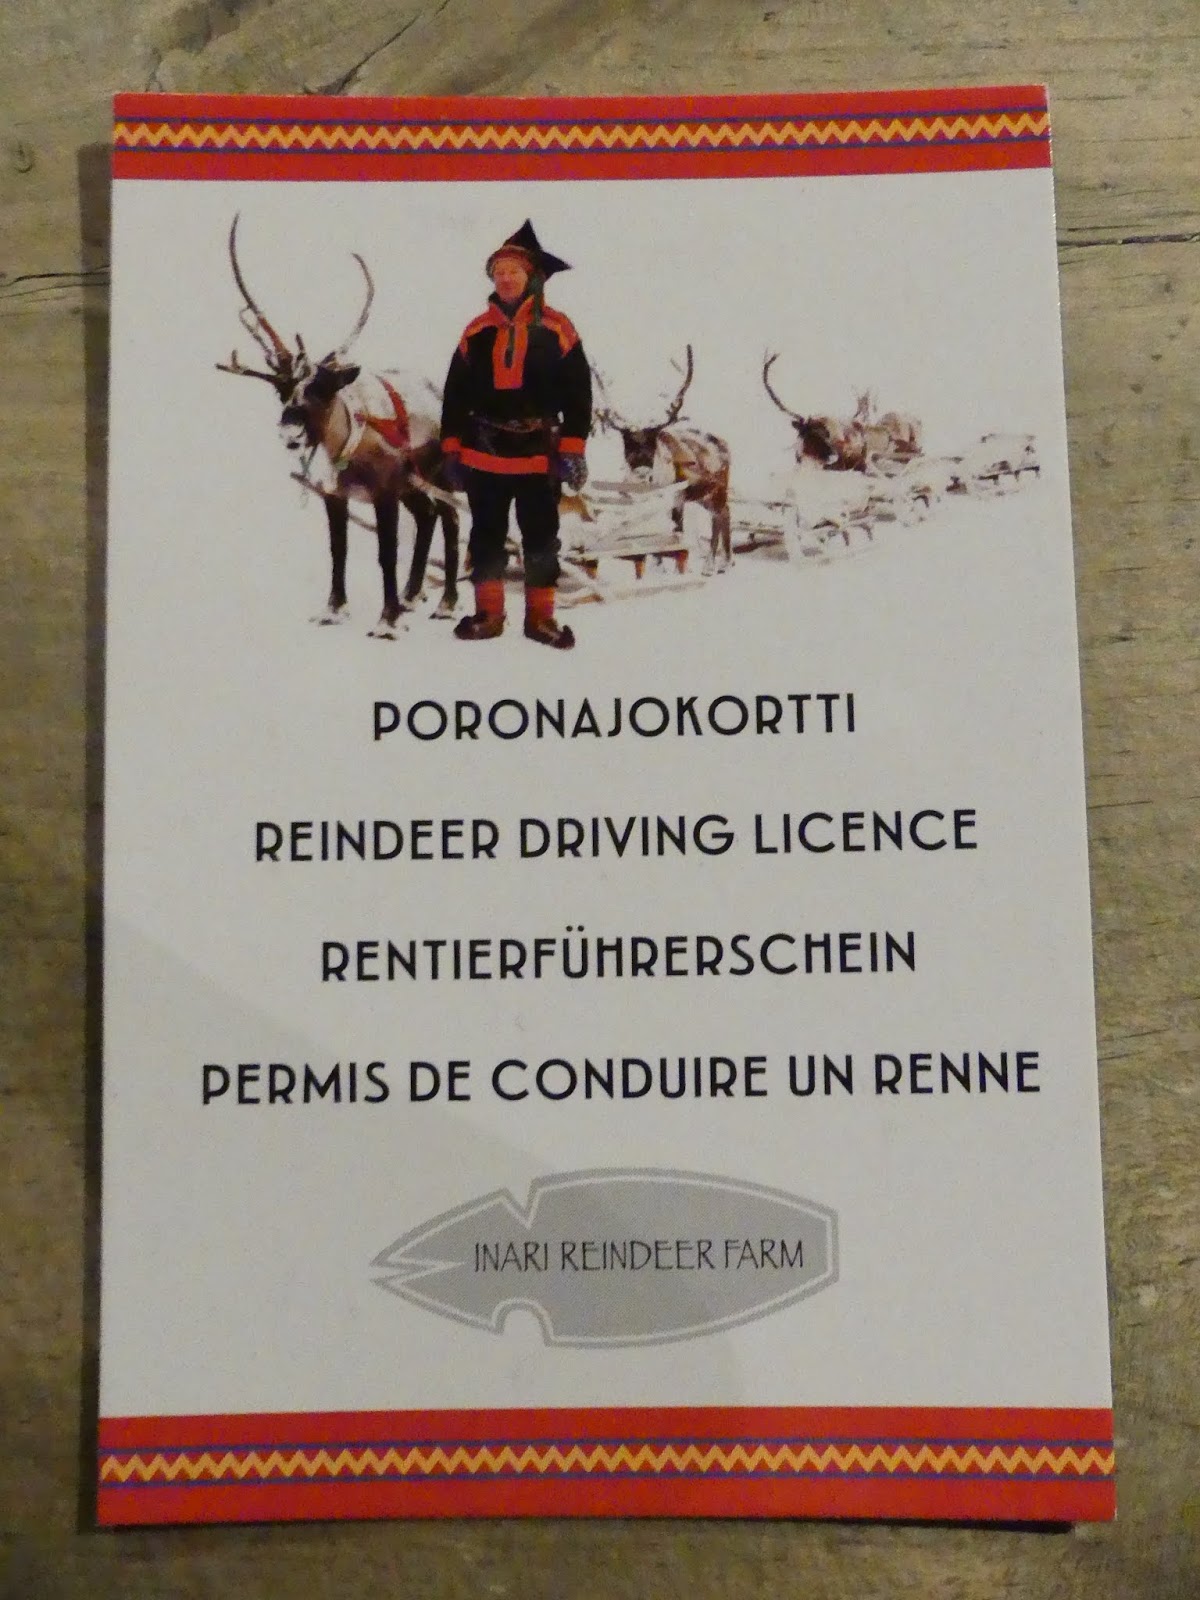 PORONAJOKORTTI
REINDEER DRIVING LICENCE
RENTIERFÜHRERSCHEIN
PERMIS DE CONDUIRE UN RENNE
INARI REINDEER FARM